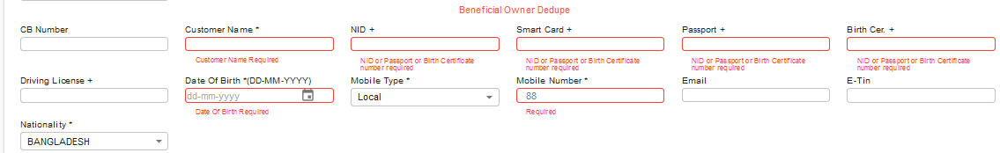 Beneficial Owner Dedupe
CB Number
Customer Name *
NID +
Smart Card +
Passport +
Birth Cer. +
Customer Name Required
NID or Passport or Birth Certificate
number required
NID or Passport or Birth Certificate
number required
NID or Passport or Birth Certificate
number required
NID or Passport or Birth Certificate
number required
Driving License +
Date Of Birth *(DD-MM-YYYY)
Mobile Type *
Mobile Number *
Email
E-Tin
dd-mm-yyyy
Local
88
Date Of Birth Required
Required
Nationality *
BANGLADESH